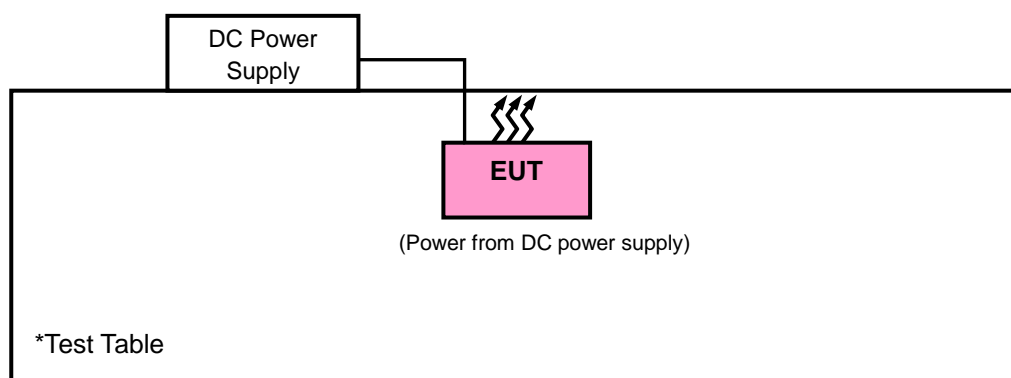 DC Power
Supply
EUT
(Power from DC power supply)
*Test Table